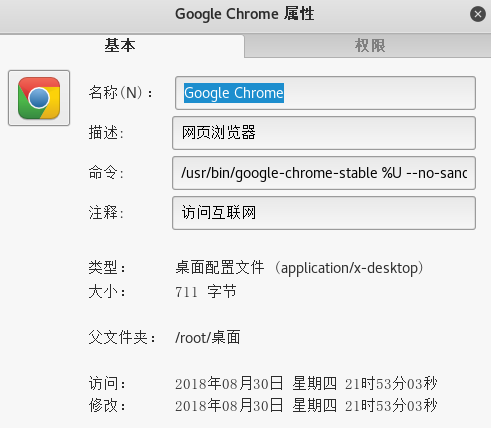 Google Chrome 属性
基本 权限
名称(N)： Google Chrome
描述: 网页浏览器
命令: /usr/bin/google-chrome-stable %U --no-sand
注释: 访问互联网
类型： 桌面配置文件 (application/x-desktop)
大小： 711 字节
父文件夹： /root/桌面
访问： 2018年08月30日 星期四 21时53分03秒
修改： 2018年08月30日 星期四 21时53分03秒